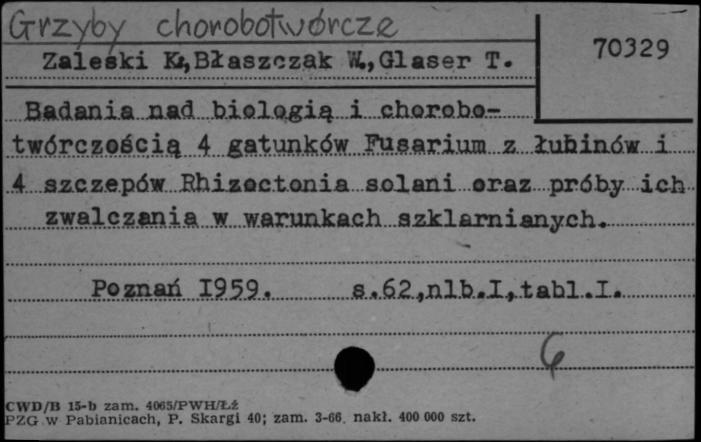 Grzyby chorobotwórcze
Zaleski K., Błaszczak W., Glaser T.
70329
Badania nad biologią i chorobo-
twórczością 4 gatunków Fusarium z łubinów i
4 szczepów Rhizoctonia solani oraz próby ich
zwalczania w warunkach szklarnianych.
Poznań 1959. s.62,nlb.I,tabl.I.
6
CWD/B 15-b zam. 4065/PWH/Łź
PZG w Pabianicach, P. Skargi 40; zam. 3-66. nakł. 400 000 szt.